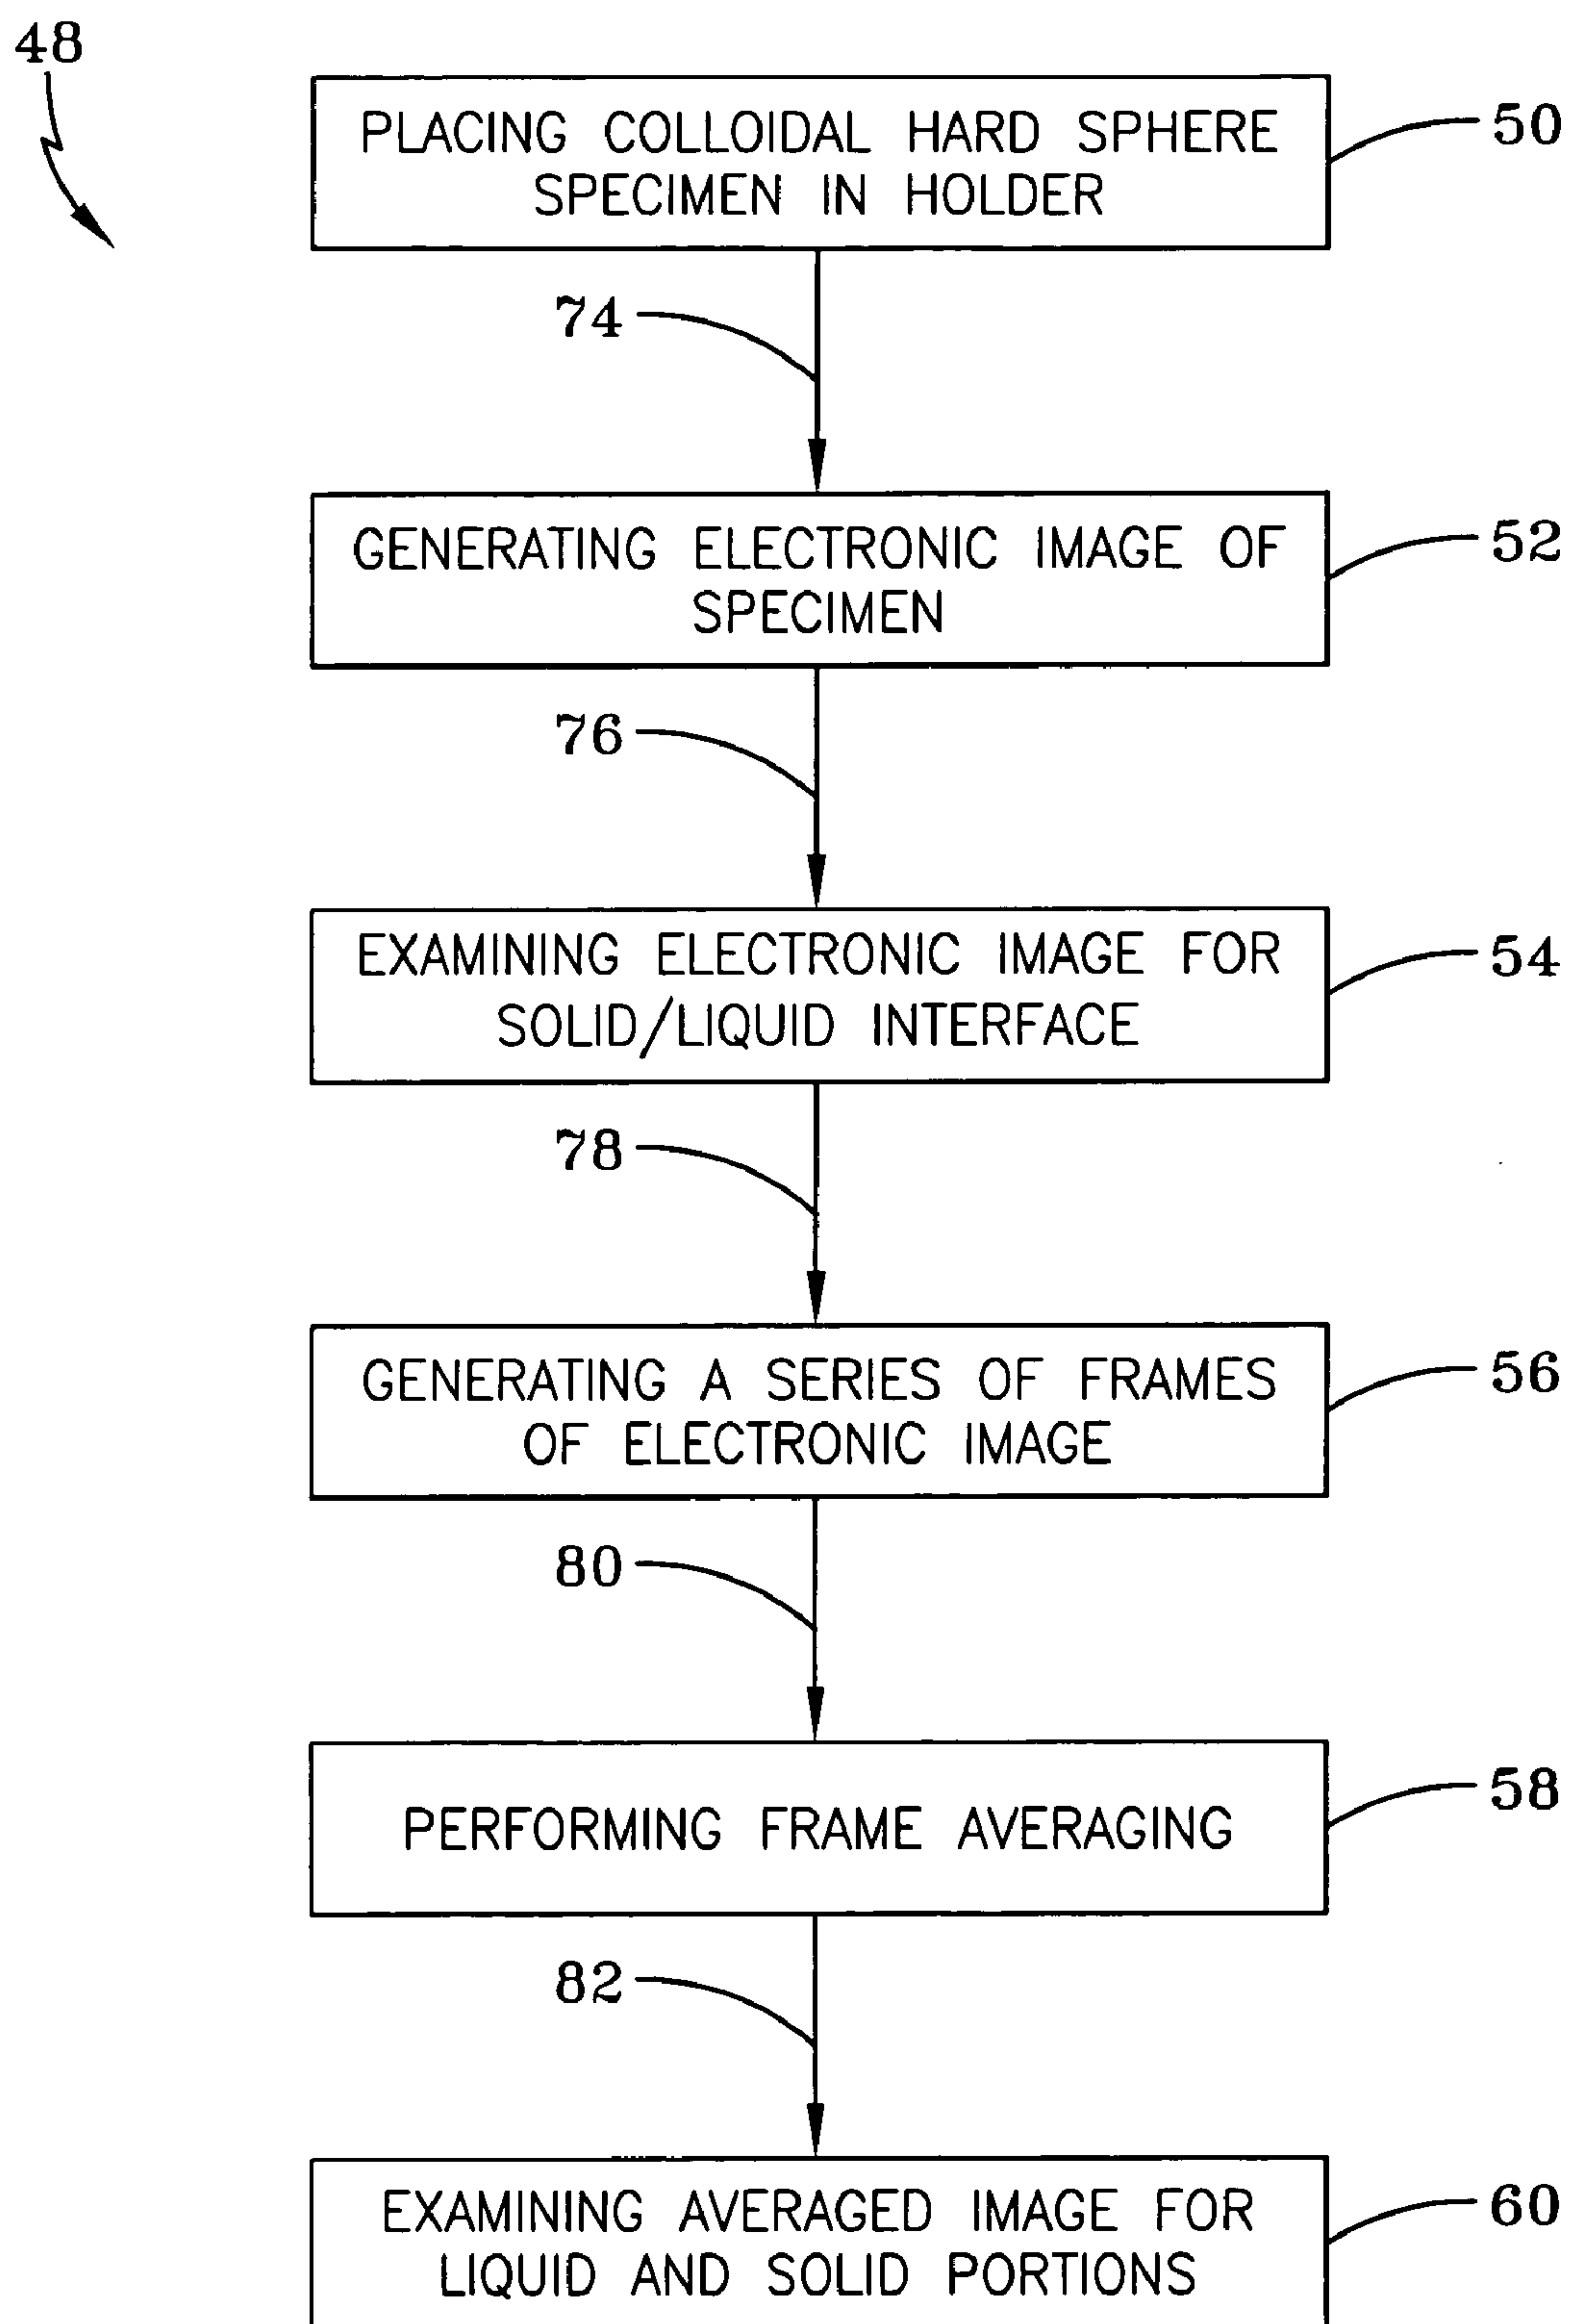 48
PLACING COLLOIDAL HARD SPHERE
SPECIMEN IN HOLDER
50
74
GENERATING ELECTRONIC IMAGE OF
SPECIMEN
52
76
EXAMINING ELECTRONIC IMAGE FOR
SOLID/LIQUID INTERFACE
54
78
GENERATING A SERIES OF FRAMES
OF ELECTRONIC IMAGE
56
80
PERFORMING FRAME AVERAGING
58
82
EXAMINING AVERAGED IMAGE FOR
LIQUID AND SOLID PORTIONS
60